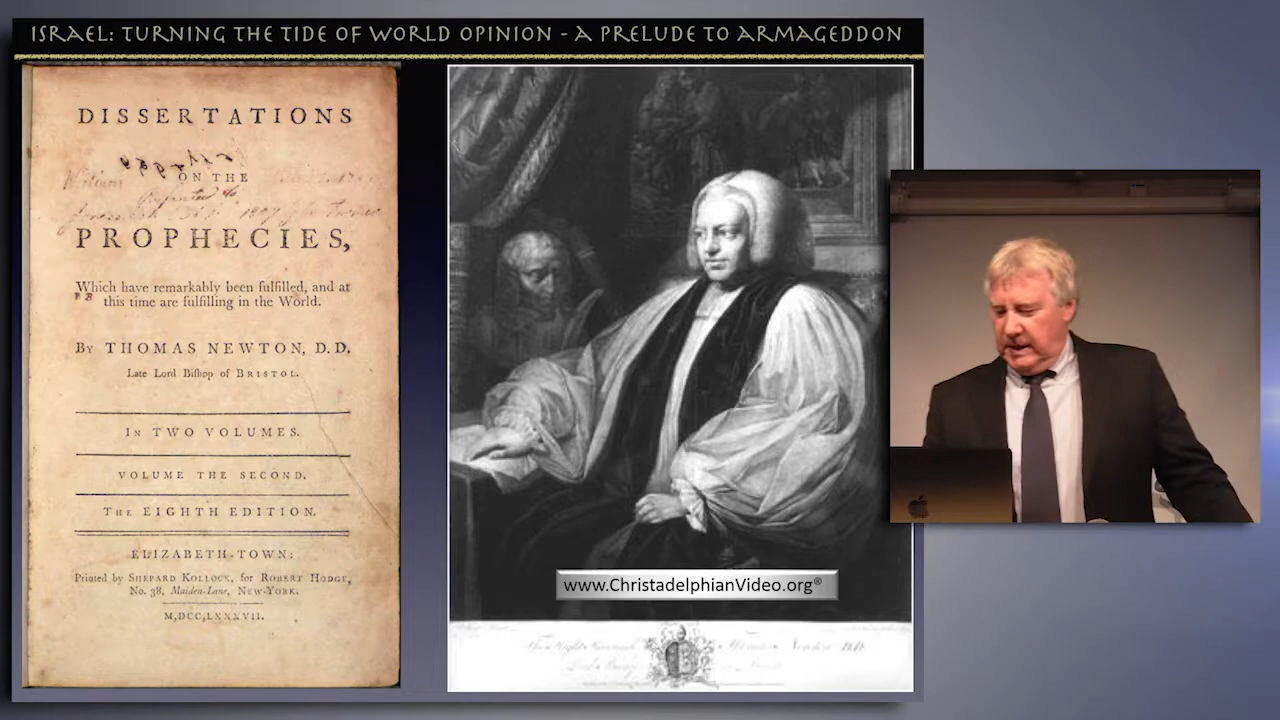 ISRAEL: TURNING THE TIDE OF WORLD OPINION - A PRELUDE TO ARMAGEDDON
DISSERTATIONS
ON THE
PROPHECIES,
Which have remarkably been fulfilled, and at
this time are fulfilling in the World.
BY THOMAS NEWTON, D.D.
Late Lord Biſhop of BRISTOL.
IN TWO VOLUMES.
VOLUME THE SECOND.
THE EIGHTH EDITION.
ELIZABETH-TOWN:
Printed by SHEPARD KOLLOCK, for ROBERT HODGE,
No. 38, Maiden-Lane, NEW-YORK.
M,DCC,LXXXVII.
www.ChristadelphianVideo.org®